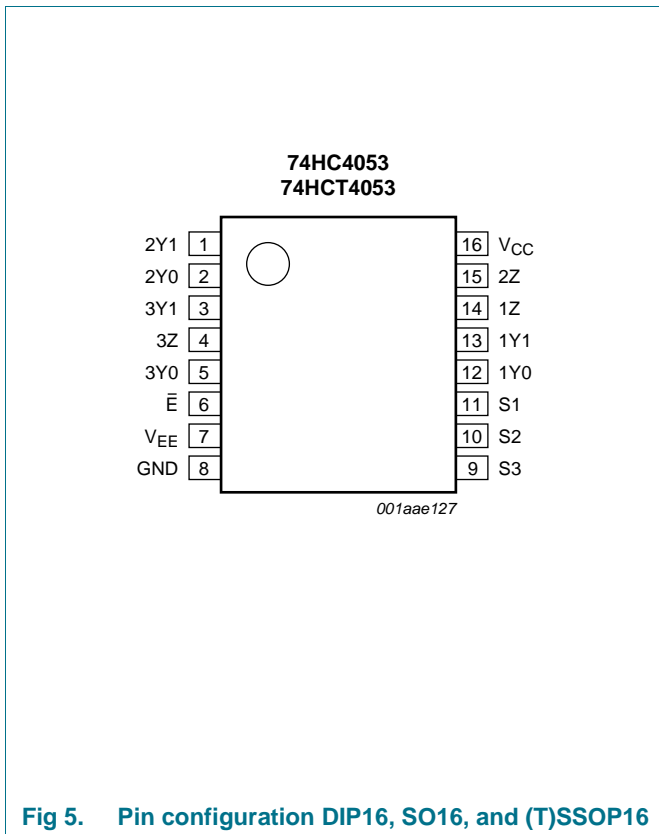 74HC4053
74HCT4053
2Y1 1
2Y0 2
3Y1 3
3Z 4
3Y0 5
E̅ 6
VEE 7
GND 8
16 VCC
15 2Z
14 1Z
13 1Y1
12 1Y0
11 S1
10 S2
9 S3
001aae127
Fig 5. Pin configuration DIP16, SO16, and (T)SSOP16